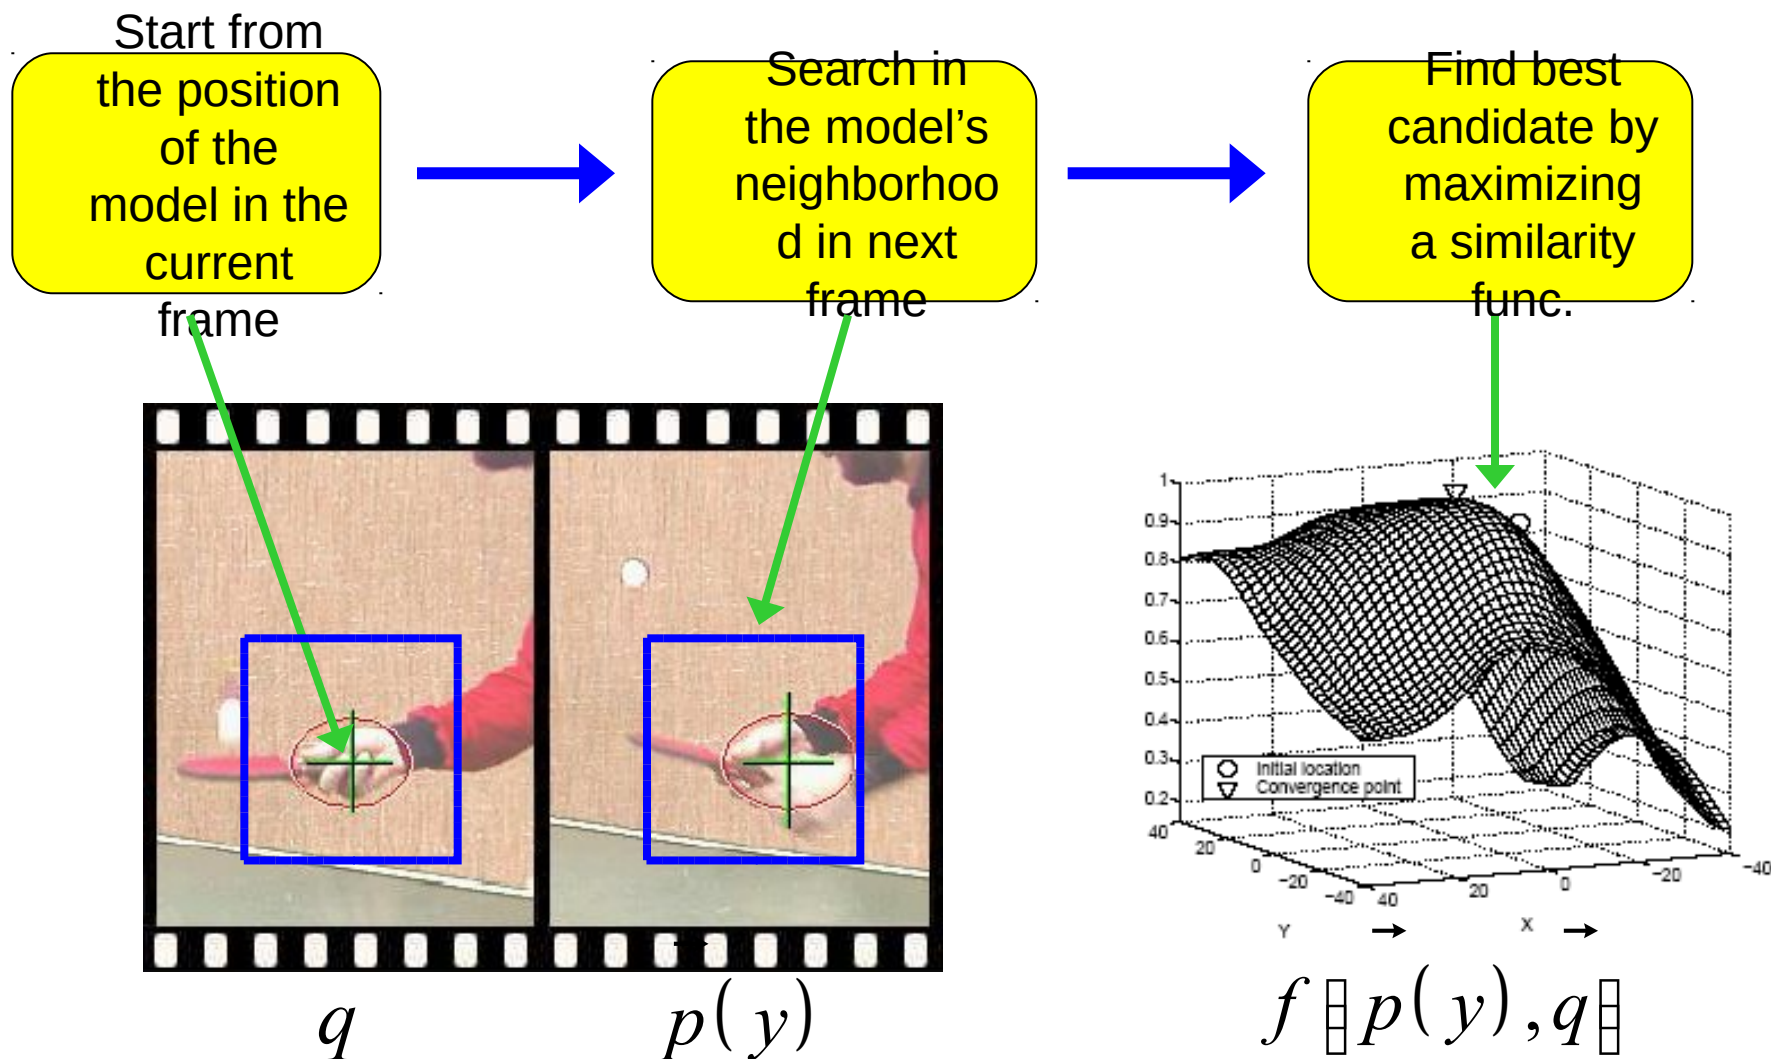 Start from
the position
of the
model in the
current
frame
Search in
the model's
neighborhoo
d in next
frame
Find best
candidate by
maximizing
a similarity
func.
1
0.9
0.8
0.7
0.6
0.5
0.4
0.3
0.2
40
20
0
-20
-40
40
20
0
-20
-40
Initial location
Convergence point
Y → X →
q
p(y)
f [p(y),q]